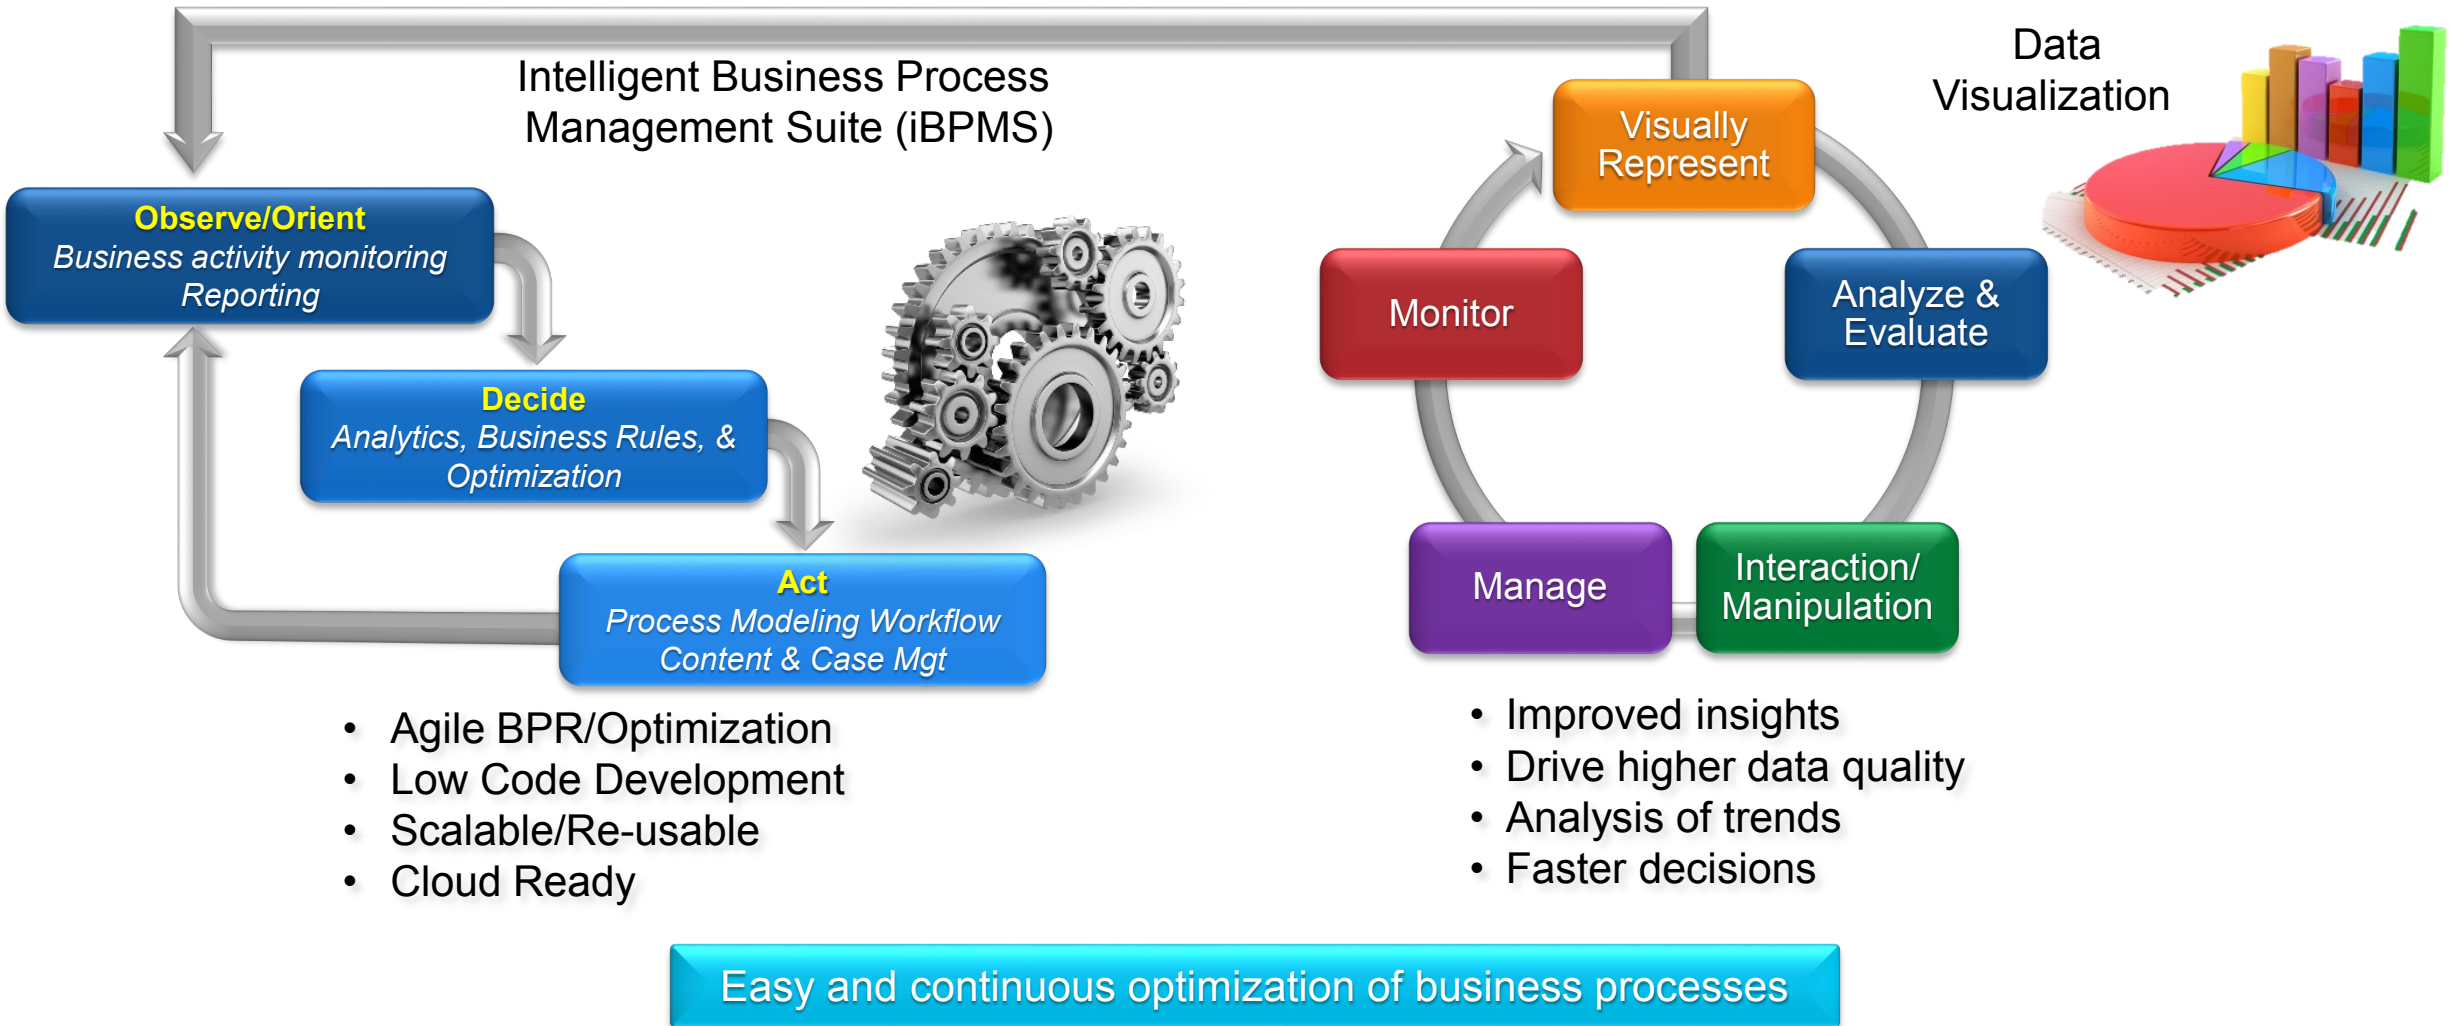 Intelligent Business Process
Management Suite (iBPMS)
Observe/Orient
Business activity monitoring
Reporting
Decide
Analytics, Business Rules, &
Optimization
Act
Process Modeling Workflow
Content & Case Mgt
• Agile BPR/Optimization
• Low Code Development
• Scalable/Re-usable
• Cloud Ready
Data
Visualization
Visually
Represent
Analyze &
Evaluate
Interaction/
Manipulation
Manage
Monitor
• Improved insights
• Drive higher data quality
• Analysis of trends
• Faster decisions
Easy and continuous optimization of business processes